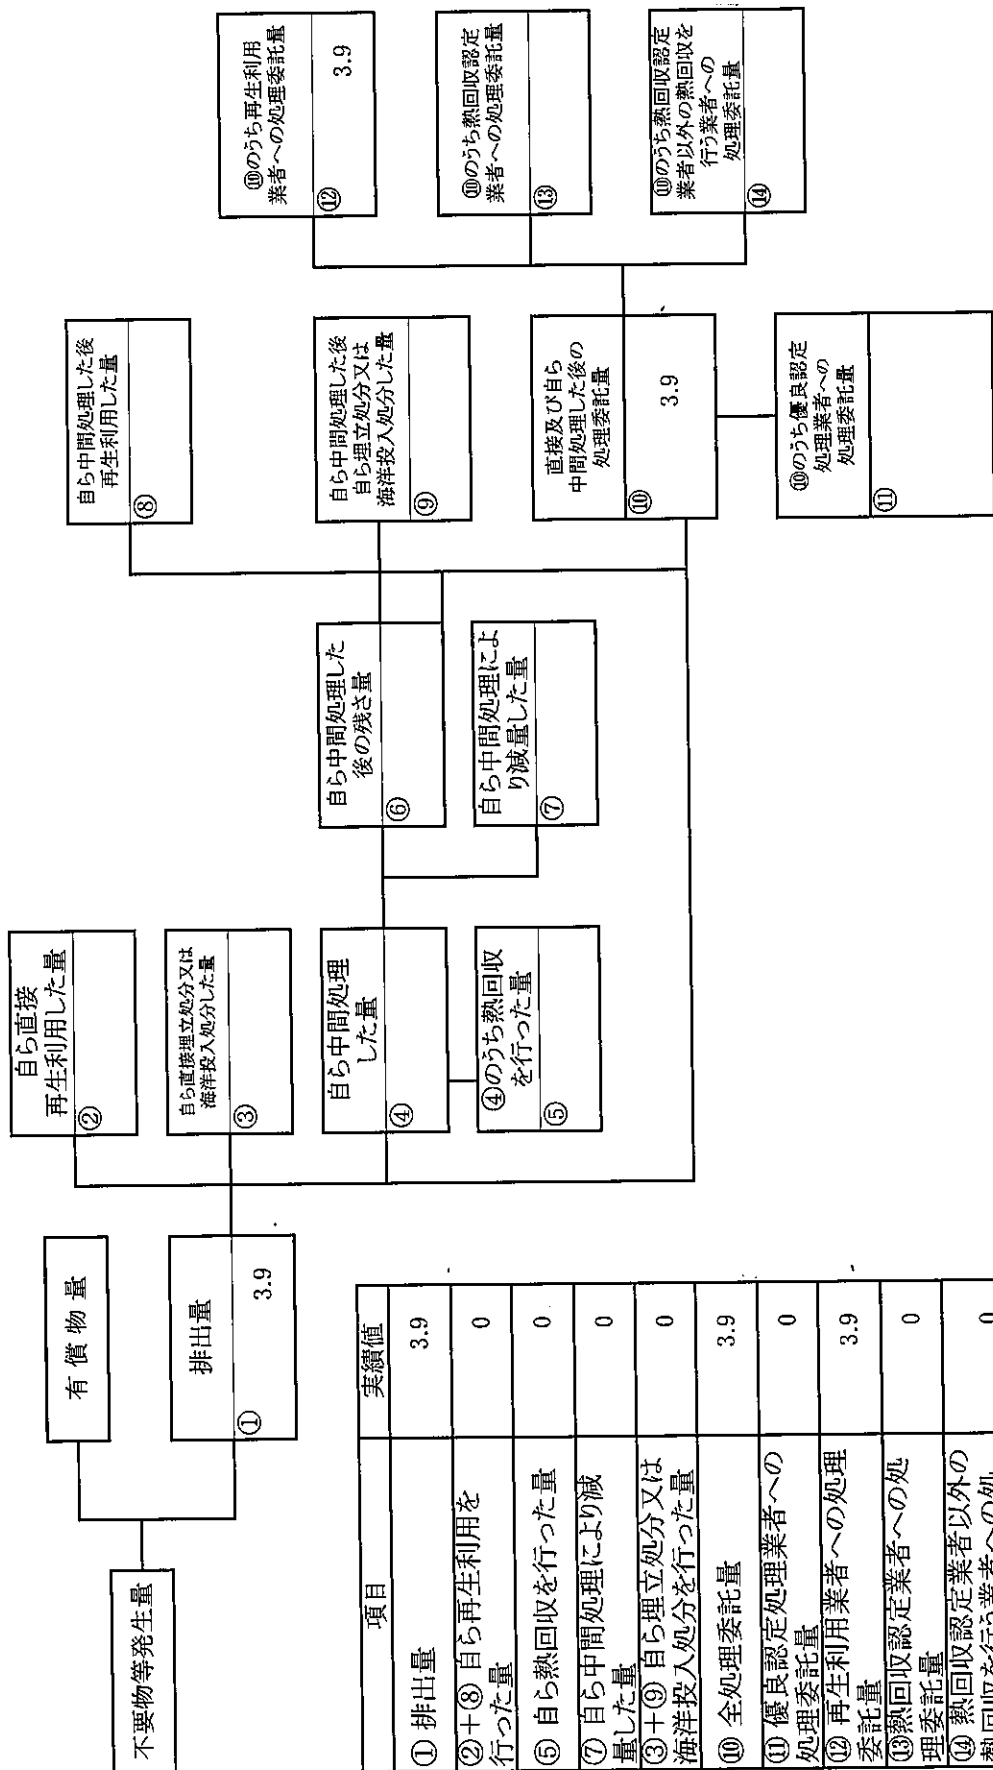 不要物等発生量
有償物量
排出量
①
3.9
自ら直接
再生利用した量
②
自ら直接埋立処分又は
海洋投入処分した量
③
自ら中間処理
した量
④
④のうち熱回収
を行った量
⑤
自ら中間処理した
後の残さ量
⑥
自ら中間処理によ
り減量した量
⑦
自ら中間処理した後
再生利用した量
⑧
自ら中間処理した後
自ら埋立処分又は
海洋投入処分した量
⑨
直接及び自ら
中間処理した後の
処理委託量
⑩
3.9
⑩のうち優良認定
処理業者への
処理委託量
⑪
⑩のうち再生利用
業者への処理委託量
⑫
3.9
⑩のうち熱回収認定
業者への処理委託量
⑬
⑩のうち熱回収認定
業者以外の熱回収を
行う業者への
処理委託量
⑭
項目 実績値
① 排出量 3.9
②+⑧ 自ら再生利用を
行った量 0
⑤ 自ら熱回収を行った量 0
⑦ 自ら中間処理により減
量した量 0
③+⑨ 自ら埋立処分又は
海洋投入処分を行った量 0
⑩ 全処理委託量 3.9
⑪ 優良認定処理業者への
処理委託量 0
⑫ 再生利用業者への処理
委託量 3.9
⑬熱回収認定業者への処
理委託量 0
⑭ 熱回収認定業者以外の
熱回収を行う業者への処 0